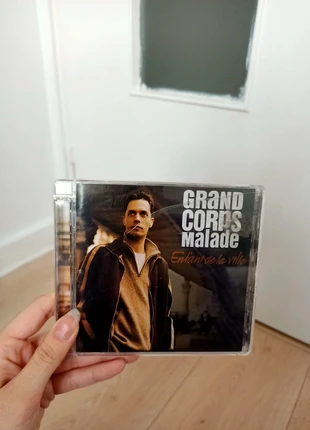 GRAND
CORPS
MALADE
Enfant de la ville